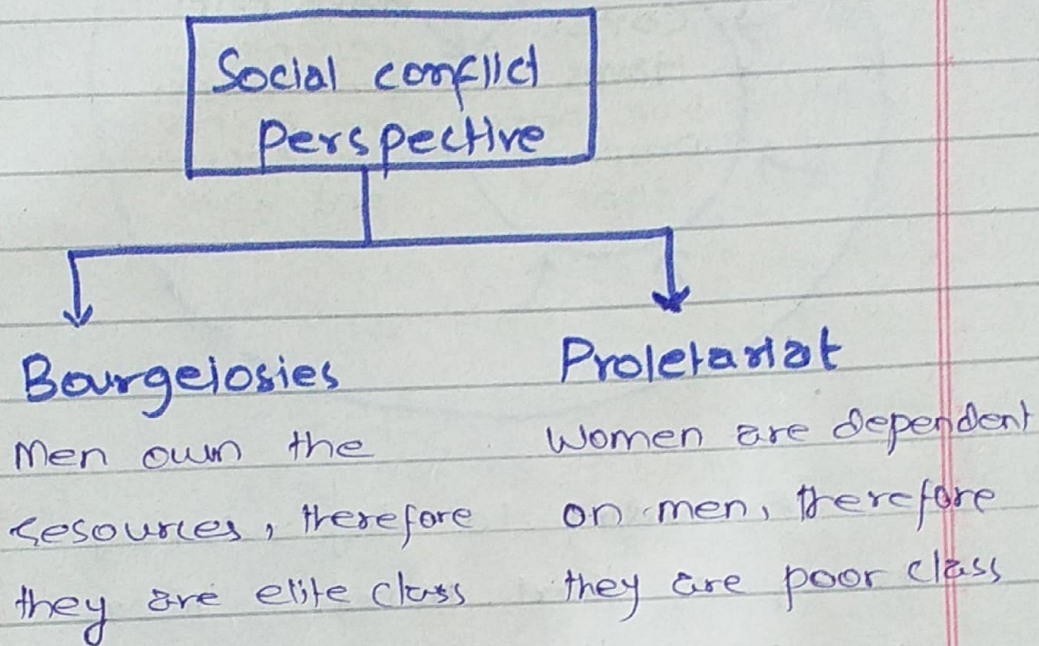 Social conflict
Perspective
Bourgeiosies
Men own the
resources, therefore
they are elite class
Proletariat
Women are dependent
on men, therefore
they are poor class